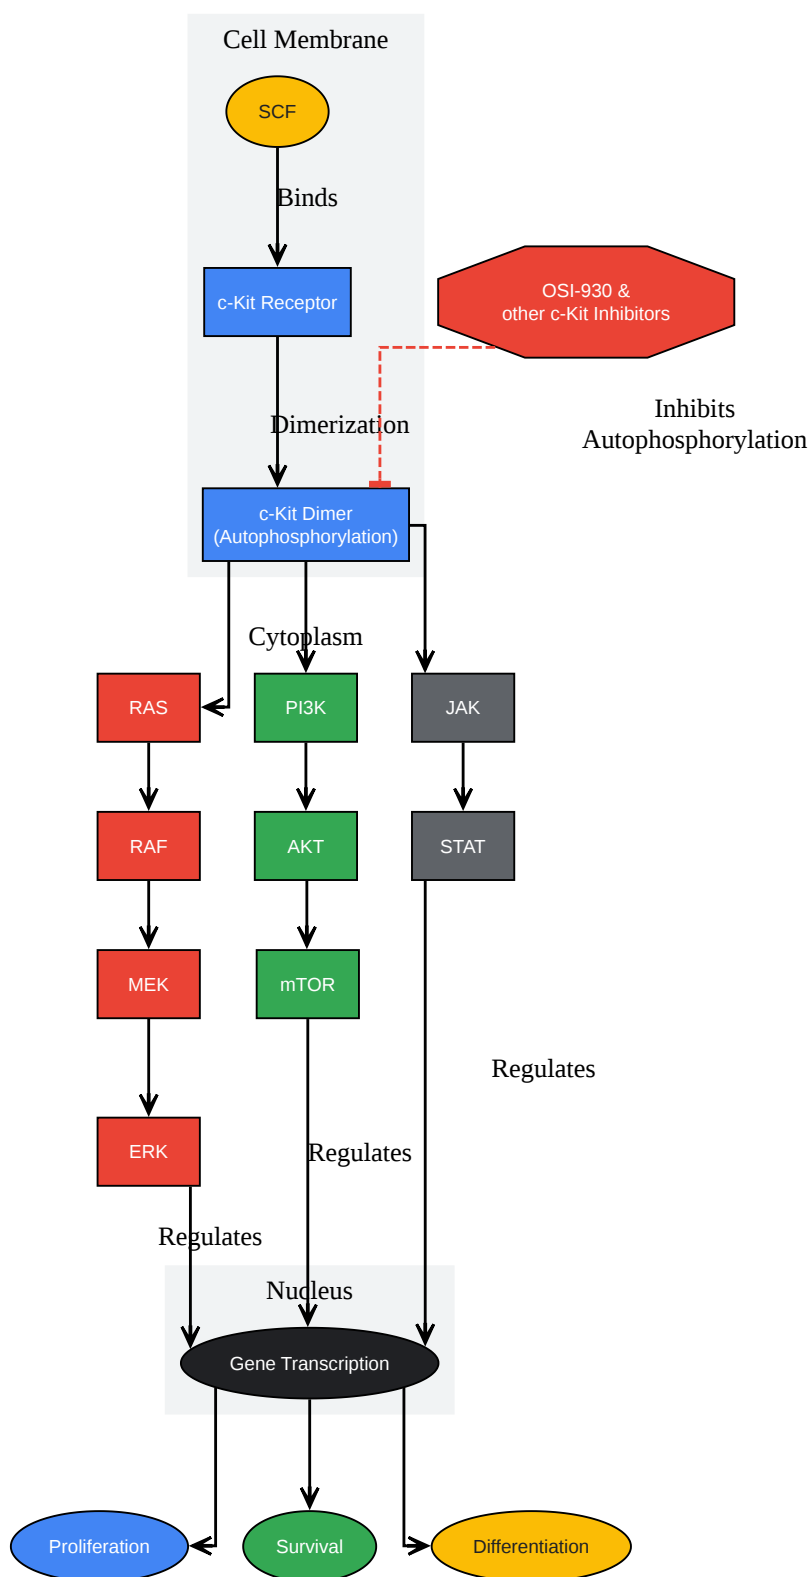 Cell Membrane
SCF
Binds
c-Kit Receptor
OSI-930 &
other c-Kit Inhibitors
Inhibits
Autophosphorylation
Dimerization
c-Kit Dimer
(Autophosphorylation)
Cytoplasm
RAS
PI3K
JAK
RAF
AKT
STAT
MEK
mTOR
Regulates
ERK
Regulates
Regulates
Nucleus
Gene Transcription
Proliferation
Survival
Differentiation